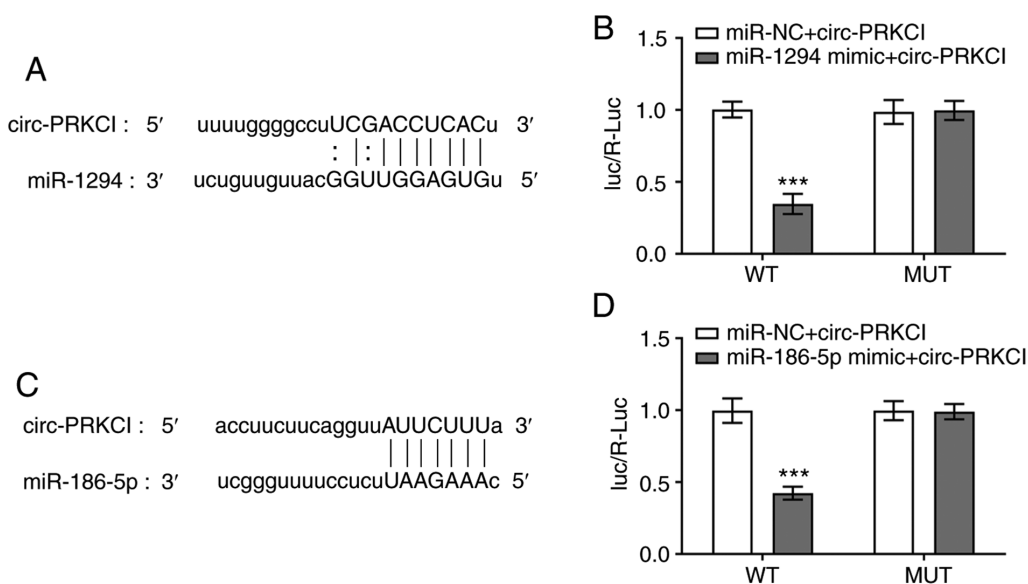 A
circ-PRKCI : 5′ uuuuggggccuUCGACCUCACu 3′
miR-1294 : 3′ ucuguuguuacGGUUGGAGUGu 5′
B
miR-NC+circ-PRKCI
miR-1294 mimic+circ-PRKCI
luc/R-Luc
1.5
1.0
0.5
0.0
***
WT MUT
C
circ-PRKCI : 5′ accuucuucagguuAUUCUUUa 3′
miR-186-5p : 3′ ucggguuuuccucuUAAGAAAc 5′
D
miR-NC+circ-PRKCI
miR-186-5p mimic+circ-PRKCI
luc/R-Luc
1.5
1.0
0.5
0.0
***
WT MUT